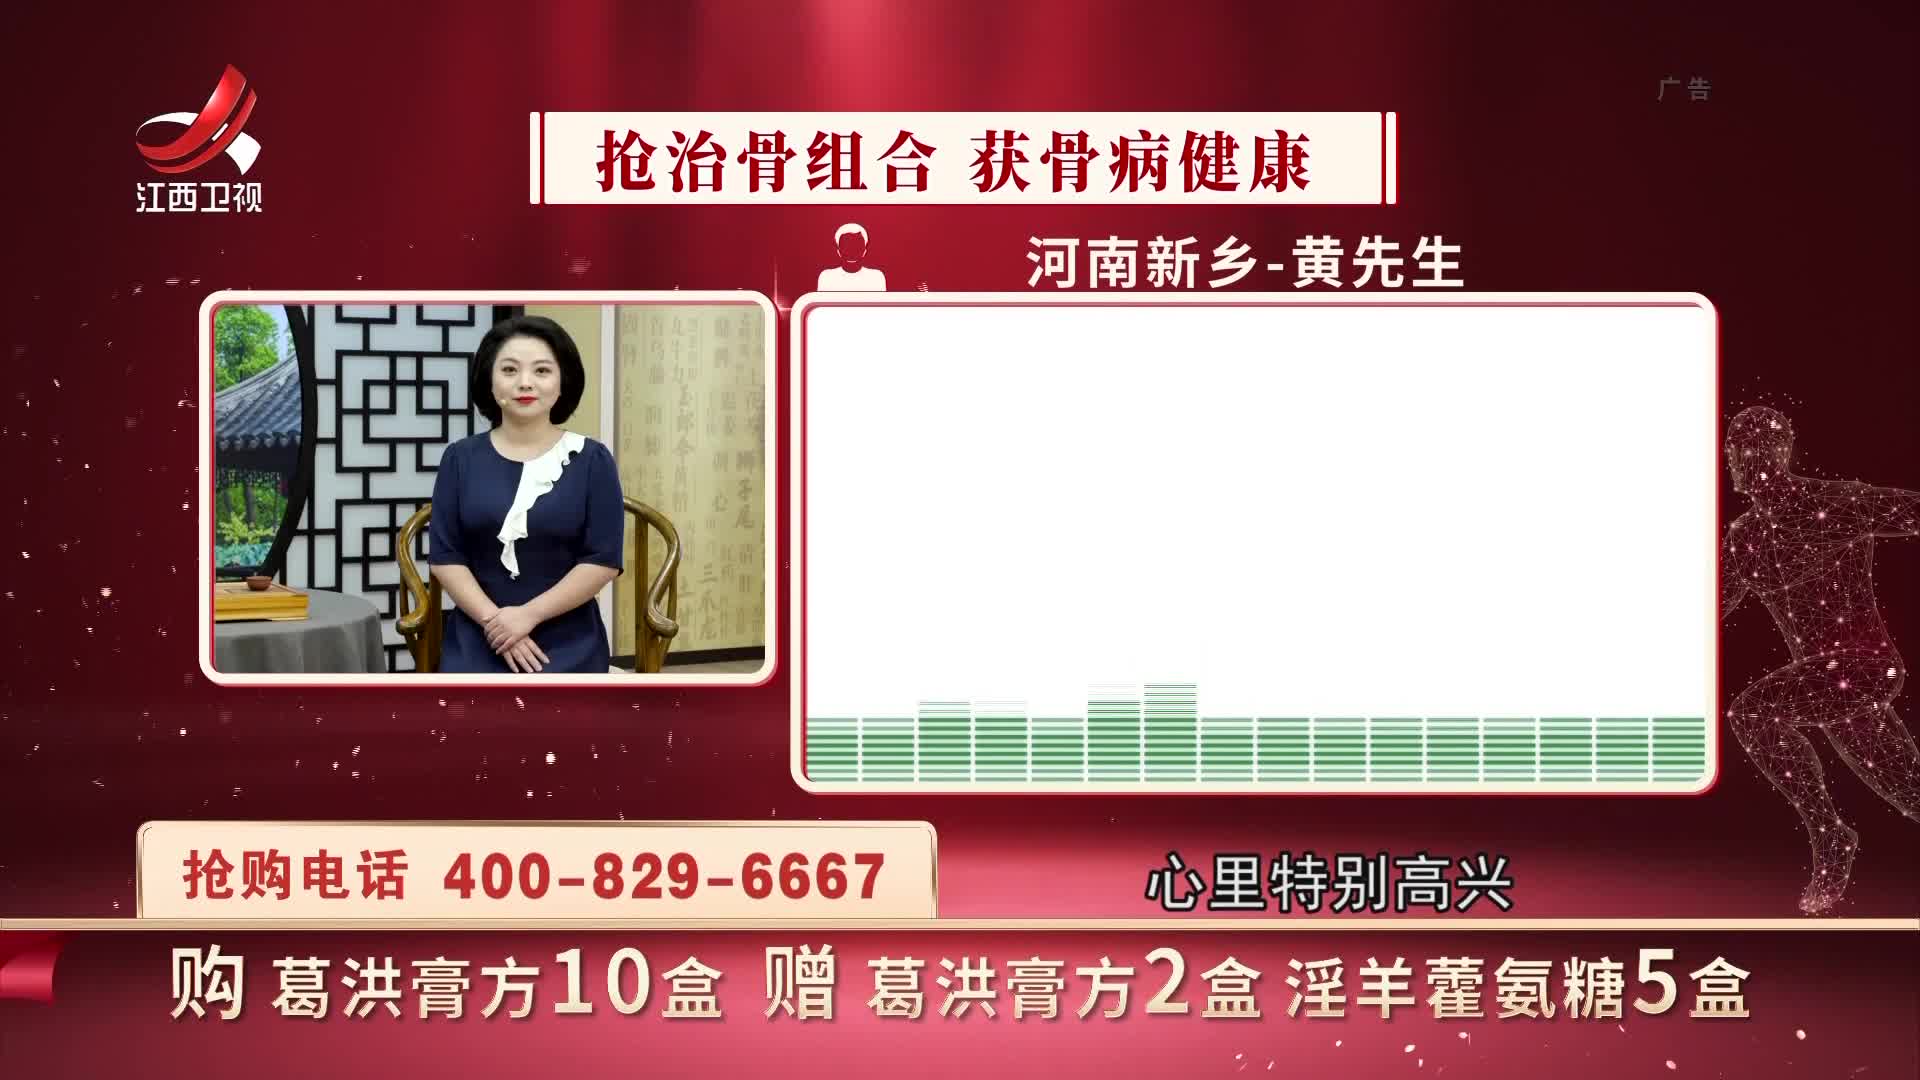 广告
江西卫视
抢治骨组合 获骨病健康
河南新乡-黄先生
抢购电话 400-829-6667
心里特别高兴
购 葛洪膏方10盒 赠 葛洪膏方2盒 淫羊藿氨糖5盒